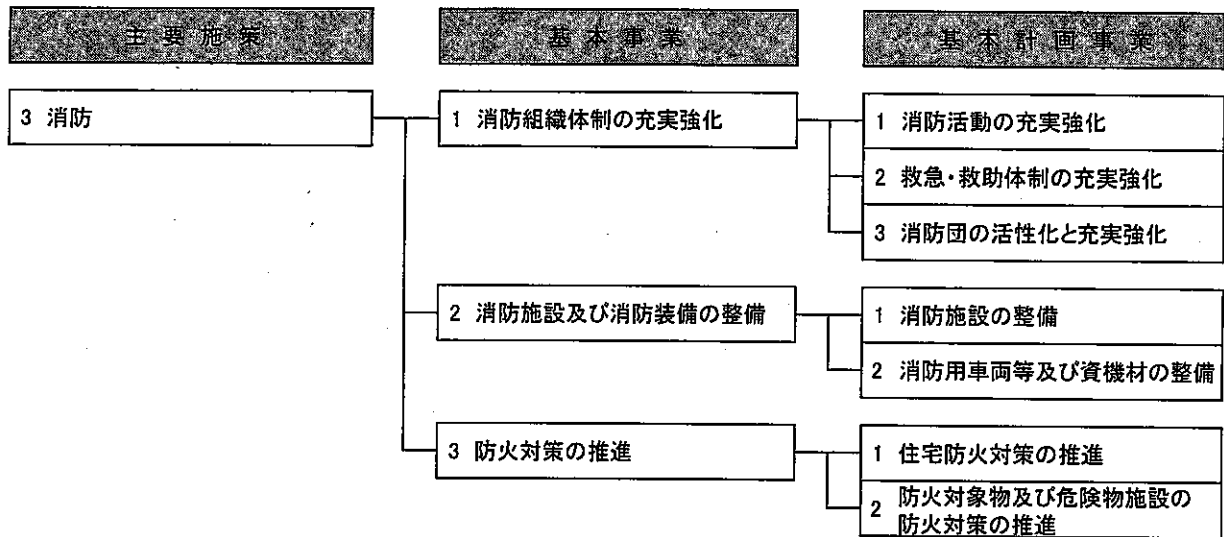 主要施策
基本事業
基本計画事業
3 消防
1 消防組織体制の充実強化
1 消防活動の充実強化
2 救急・救助体制の充実強化
3 消防団の活性化と充実強化
2 消防施設及び消防装備の整備
1 消防施設の整備
2 消防用車両等及び資機材の整備
3 防火対策の推進
1 住宅防火対策の推進
2 防火対象物及び危険物施設の
防火対策の推進